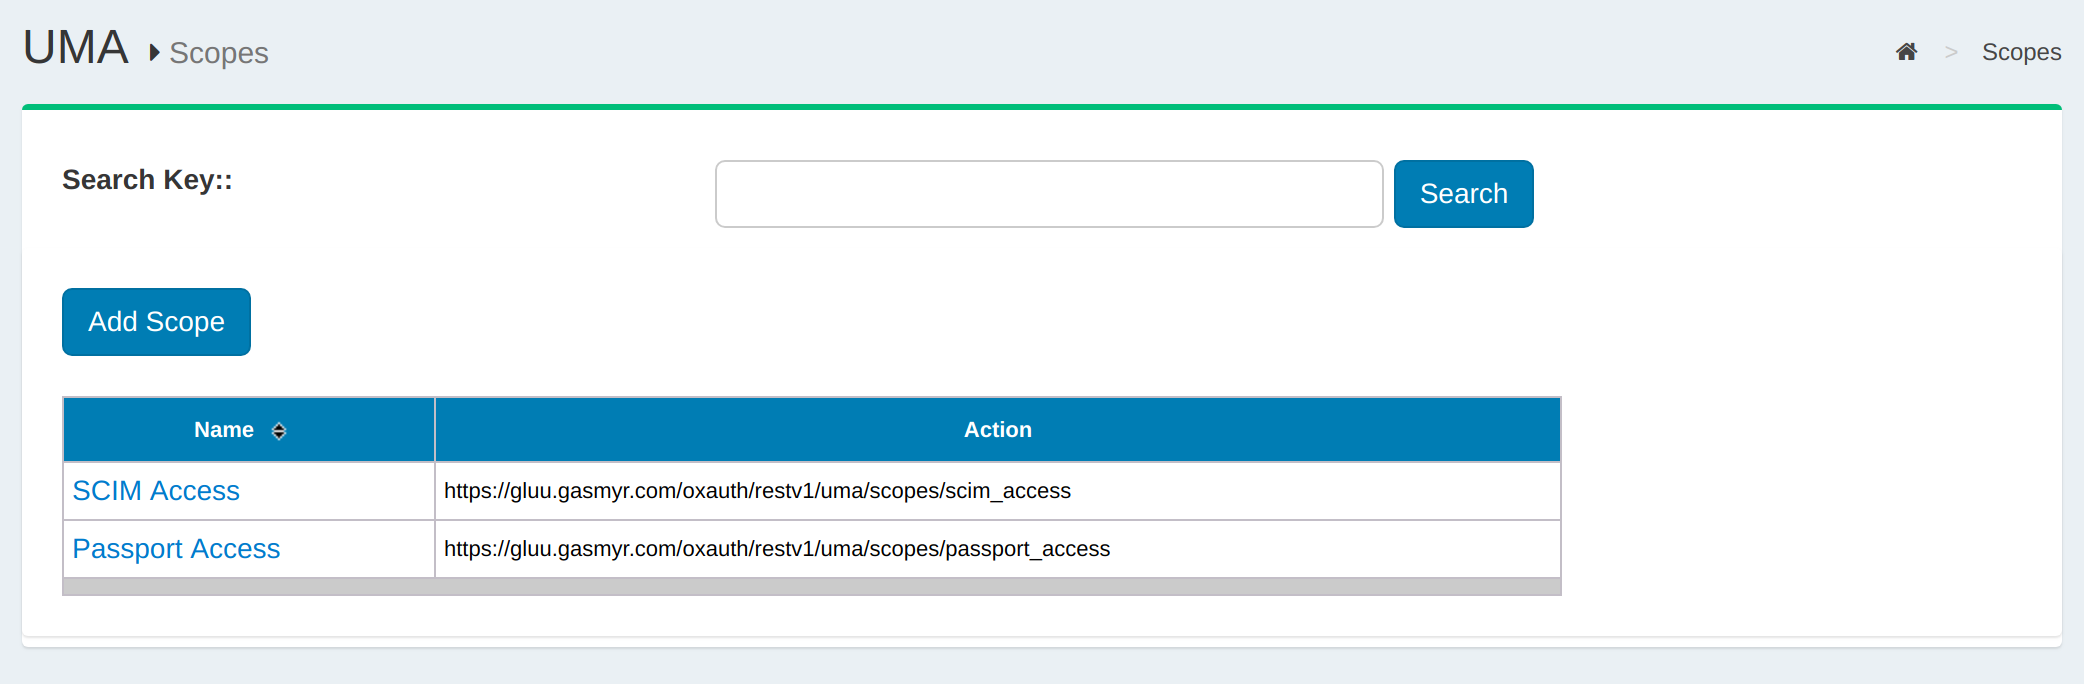 UMA Scopes > Scopes
Search Key:: Search
Add Scope
Name Action
SCIM Access https://gluu.gasmyr.com/oxauth/restv1/uma/scopes/scim_access
Passport Access https://gluu.gasmyr.com/oxauth/restv1/uma/scopes/passport_access